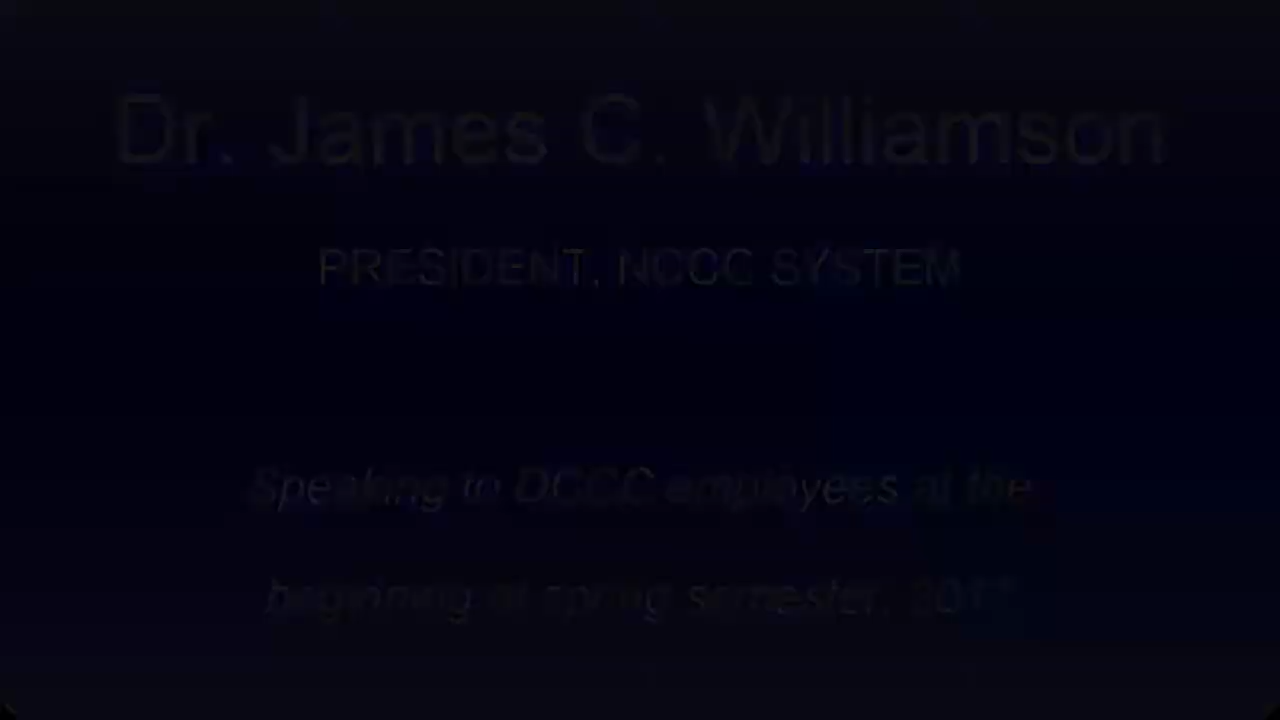 Dr. James C. Williamson
PRESIDENT, NCCC SYSTEM
Speaking to DCCC employees at the
beginning of spring semester,